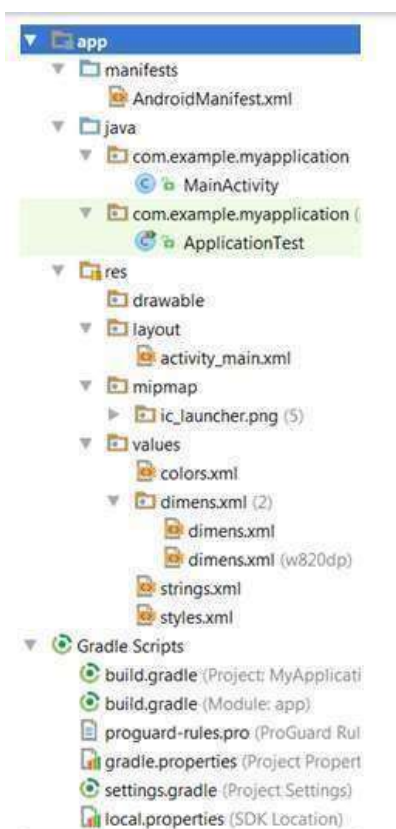 app
manifests
AndroidManifest.xml
java
com.example.myapplication
MainActivity
com.example.myapplication (
ApplicationTest
res
drawable
layout
activity_main.xml
mipmap
ic_launcher.png (5)
values
colors.xml
dimens.xml (2)
dimens.xml
dimens.xml (w820dp)
strings.xml
styles.xml
Gradle Scripts
build.gradle (Project: MyApplicati
build.gradle (Module: app)
proguard-rules.pro (ProGuard Rul
gradle.properties (Project Propert
settings.gradle (Project Settings)
local.properties (SDK Location)